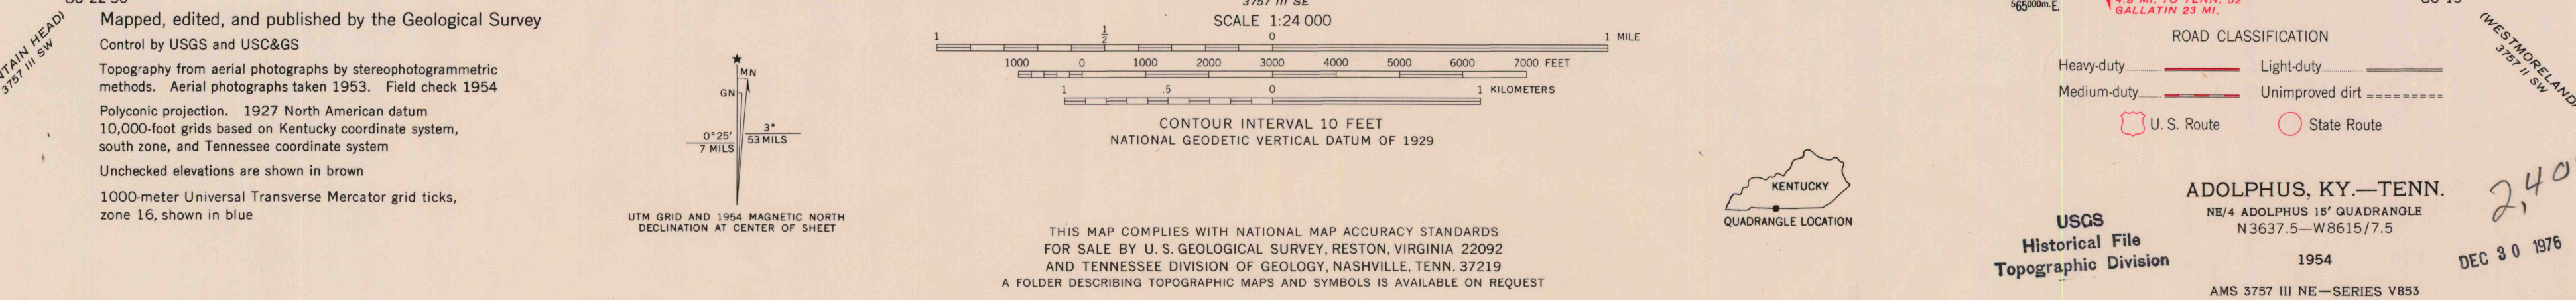 Mapped, edited, and published by the Geological Survey
Control by USGS and USC&GS
Topography from aerial photographs by stereophotogrammetric
methods. Aerial photographs taken 1953. Field check 1954
Polyconic projection. 1927 North American datum
10,000-foot grids based on Kentucky coordinate system,
south zone, and Tennessee coordinate system
Unchecked elevations are shown in brown
1000-meter Universal Transverse Mercator grid ticks,
zone 16, shown in blue
TAIN HEAD)
3757 III SW
MN
GN
0°25′
7 MILS
3°
53 MILS
UTM GRID AND 1954 MAGNETIC NORTH
DECLINATION AT CENTER OF SHEET
3757 III SE
SCALE 1:24 000
1 ½ 0 1 MILE
1000 0 1000 2000 3000 4000 5000 6000 7000 FEET
1 .5 0 1 KILOMETERS
CONTOUR INTERVAL 10 FEET
NATIONAL GEODETIC VERTICAL DATUM OF 1929
THIS MAP COMPLIES WITH NATIONAL MAP ACCURACY STANDARDS
FOR SALE BY U. S. GEOLOGICAL SURVEY, RESTON, VIRGINIA 22092
AND TENNESSEE DIVISION OF GEOLOGY, NASHVILLE, TENN. 37219
A FOLDER DESCRIBING TOPOGRAPHIC MAPS AND SYMBOLS IS AVAILABLE ON REQUEST
KENTUCKY
QUADRANGLE LOCATION
565000m.E.
GALLATIN 23 MI.
ROAD CLASSIFICATION
Heavy-duty Light-duty
Medium-duty Unimproved dirt
U. S. Route State Route
(WESTMORELAND)
3757 II SW
USGS
Historical File
Topographic Division
ADOLPHUS, KY.—TENN.
NE/4 ADOLPHUS 15′ QUADRANGLE
N3637.5—W8615/7.5
1954
AMS 3757 III NE—SERIES V853
2,40
DEC 30 1976